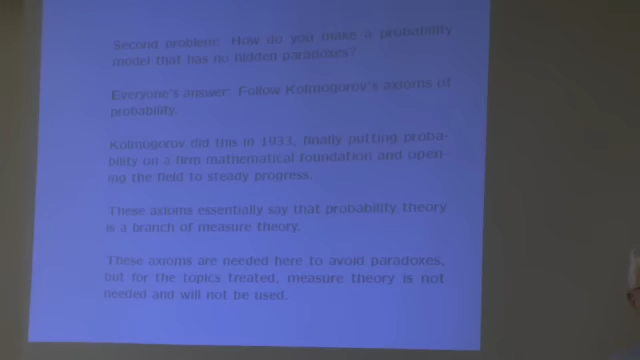 Second problem: How do you make a probability
model that has no hidden paradoxes?
Everyone's answer: Follow Kolmogorov's axioms of
probability.
Kolmogorov did this in 1933, finally putting proba-
bility on a firm mathematical foundation and open-
ing the field to steady progress.
These axioms essentially say that probability theory
is a branch of measure theory.
These axioms are needed here to avoid paradoxes,
but for the topics treated, measure theory is not
needed and will not be used.